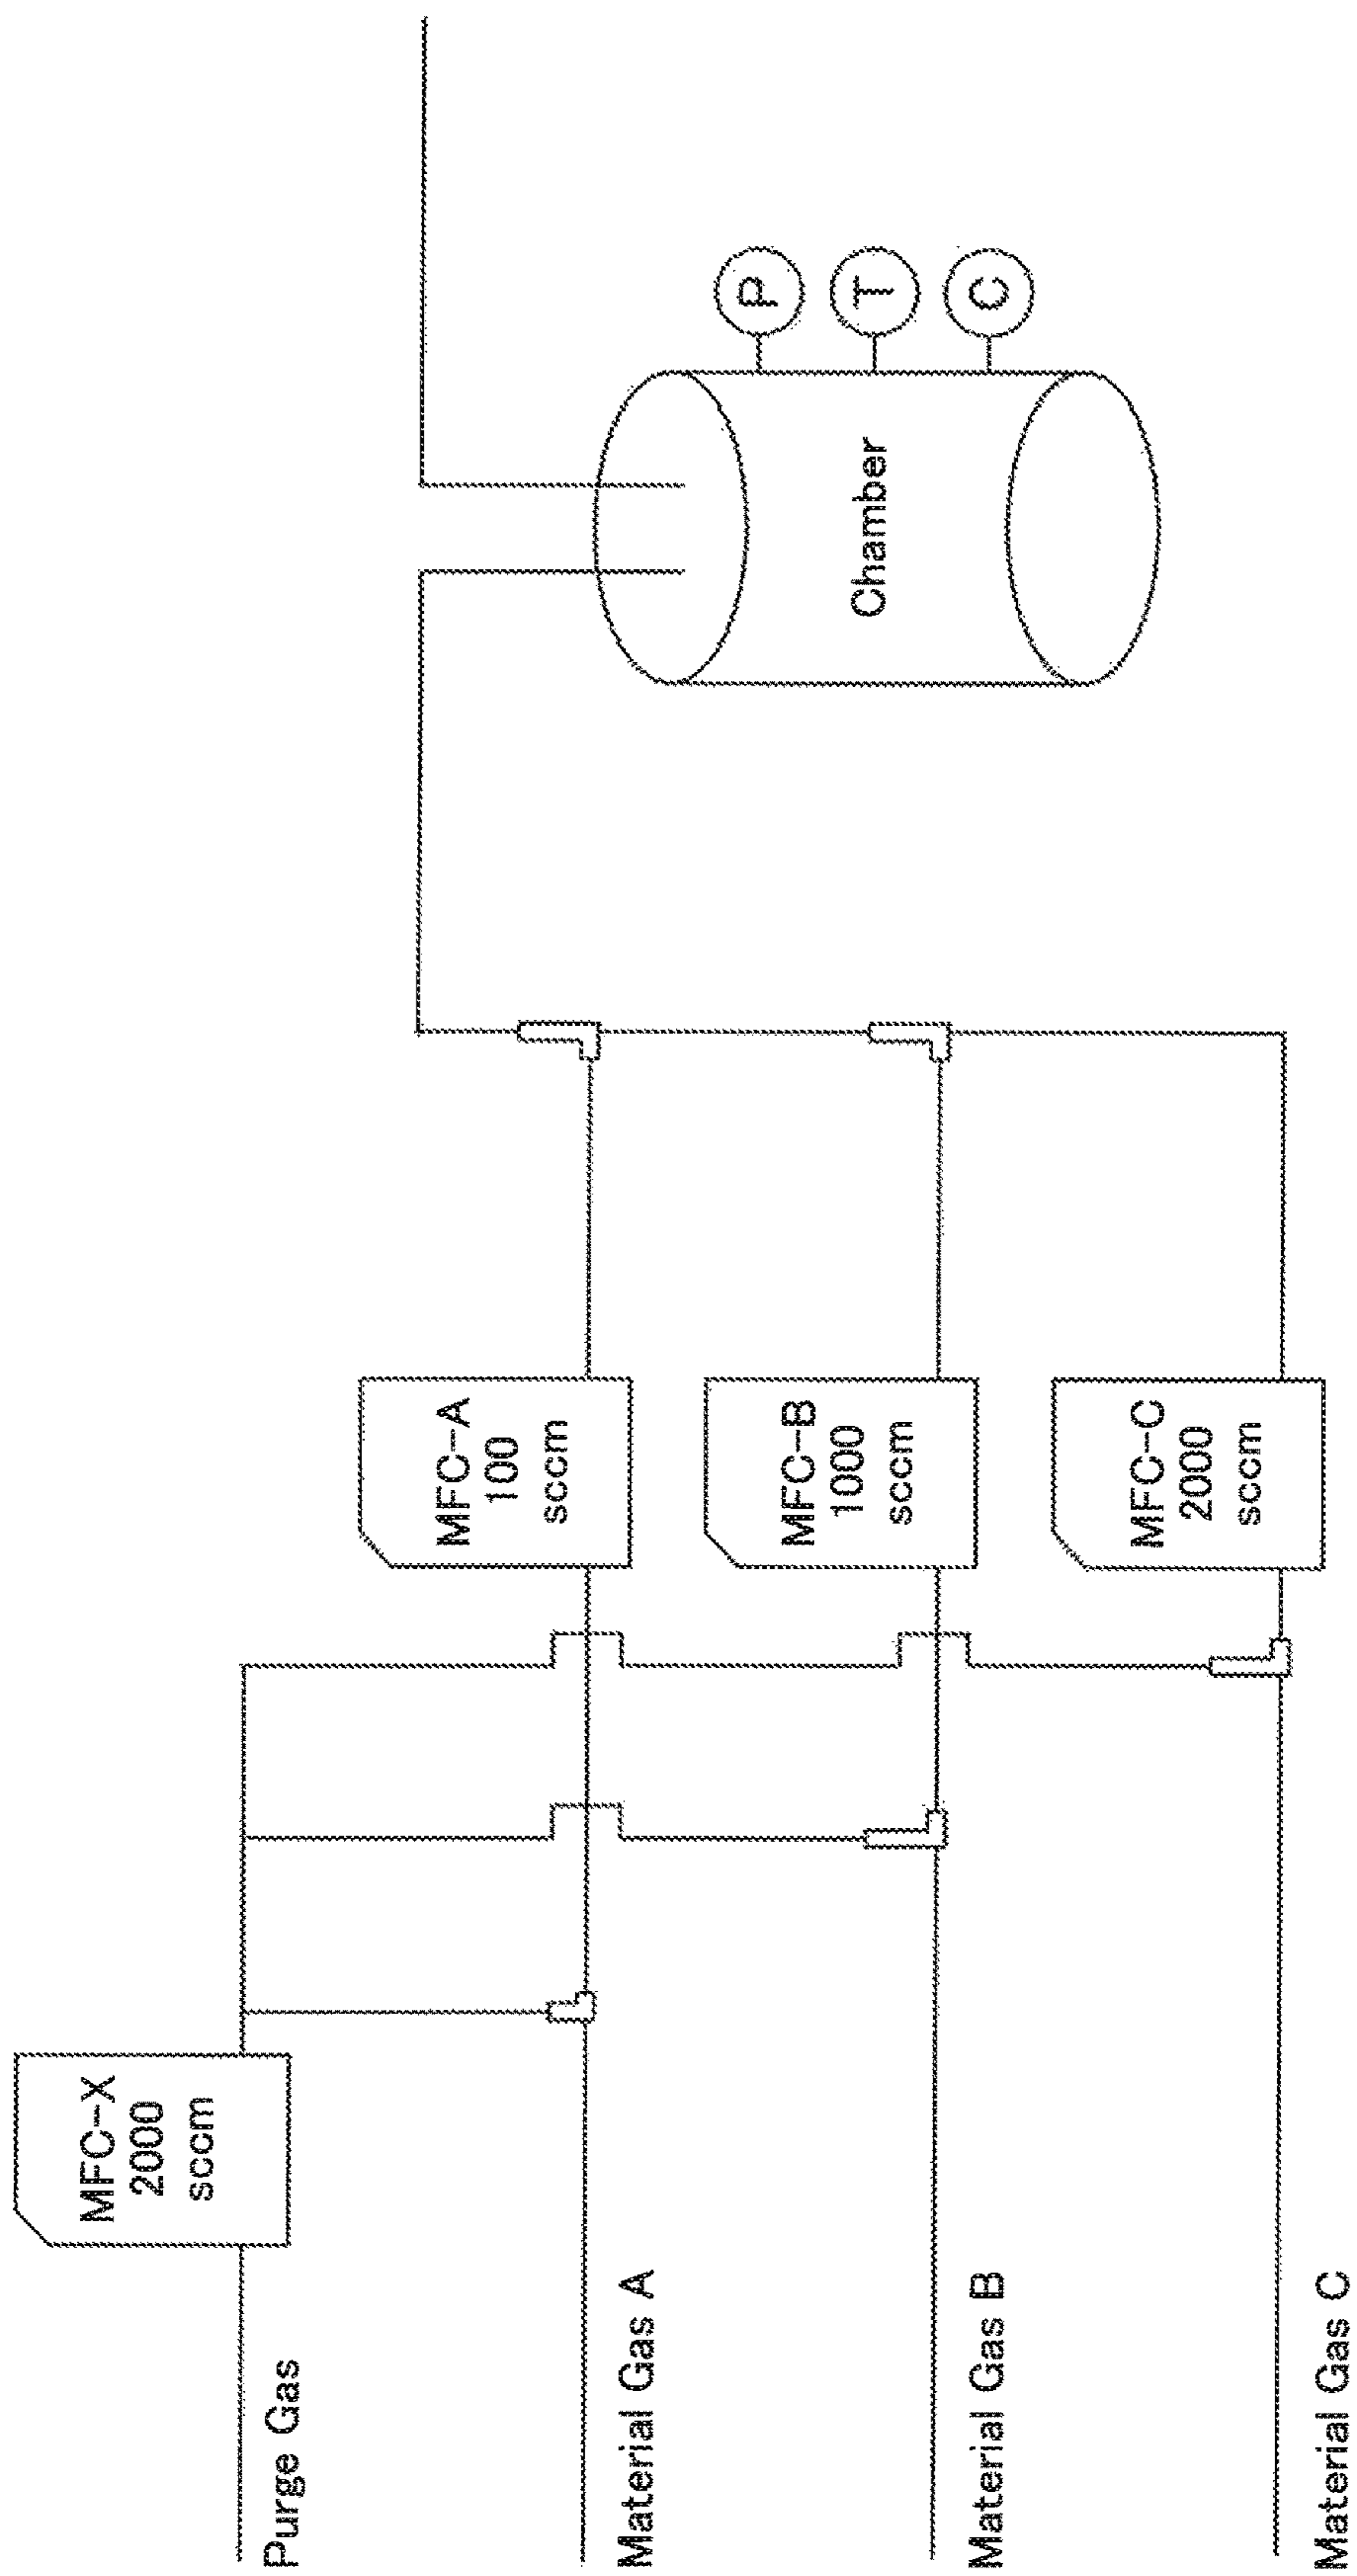 MFC-X
2000
sccm
Purge Gas
MFC-A
100
sccm
Material Gas A
MFC-B
1000
sccm
Material Gas B
MFC-C
2000
sccm
Material Gas C
Chamber
P
T
C